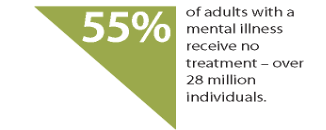 55%
of adults with a
mental illness
receive no
treatment – over
28 million
individuals.